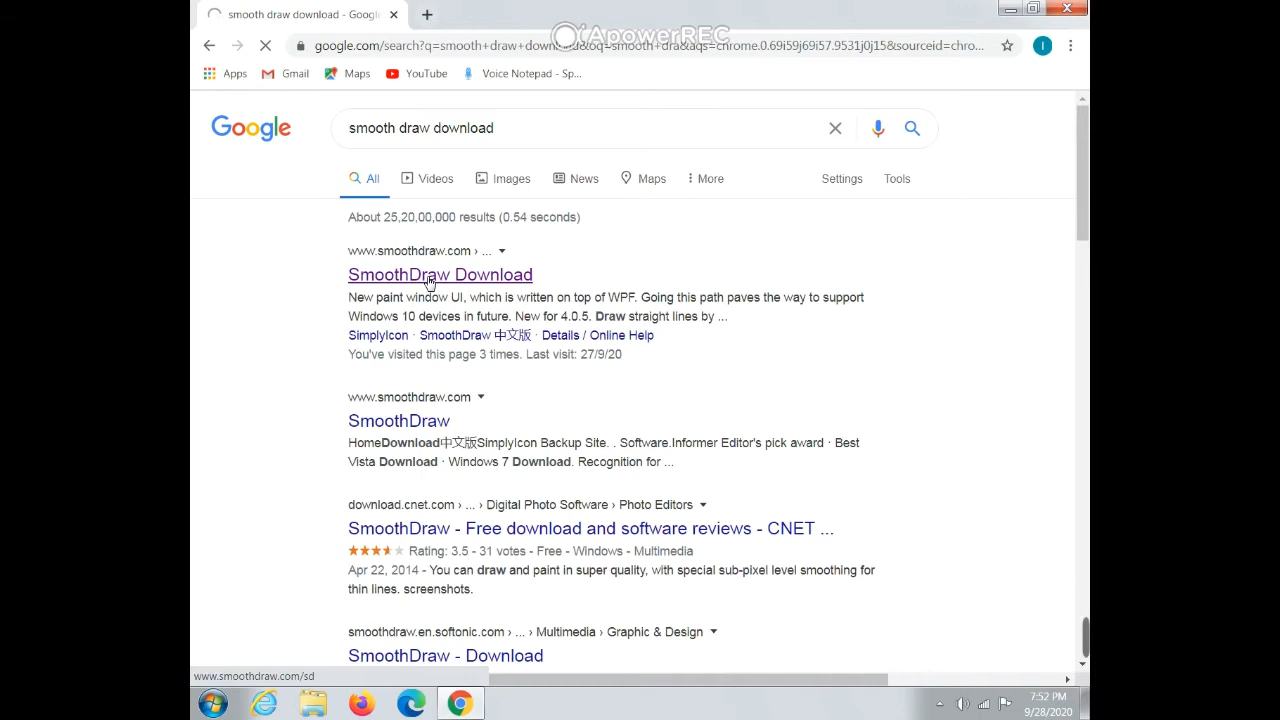 smooth draw download - Google
ApowerREC
google.com/search?q=smooth+draw+download&oq=smooth+dra&aqs=chrome.0.69i59j69i57.9531j0j15&sourceid=chro...
I
Apps Gmail Maps YouTube Voice Notepad - Sp...
Google
smooth draw download
All Videos Images News Maps More Settings Tools
About 25,20,00,000 results (0.54 seconds)
www.smoothdraw.com › ...
SmoothDraw Download
New paint window UI, which is written on top of WPF. Going this path paves the way to support
Windows 10 devices in future. New for 4.0.5. Draw straight lines by ...
SimplyIcon · SmoothDraw 中文版 · Details / Online Help
You've visited this page 3 times. Last visit: 27/9/20
www.smoothdraw.com
SmoothDraw
HomeDownload中文版SimplyIcon Backup Site. . Software.Informer Editor's pick award · Best
Vista Download · Windows 7 Download. Recognition for ...
download.cnet.com › ... › Digital Photo Software › Photo Editors
SmoothDraw - Free download and software reviews - CNET ...
Rating: 3.5 - 31 votes - Free - Windows - Multimedia
Apr 22, 2014 - You can draw and paint in super quality, with special sub-pixel level smoothing for
thin lines. screenshots.
smoothdraw.en.softonic.com › ... › Multimedia › Graphic & Design
SmoothDraw - Download
www.smoothdraw.com/sd
7:52 PM
9/28/2020